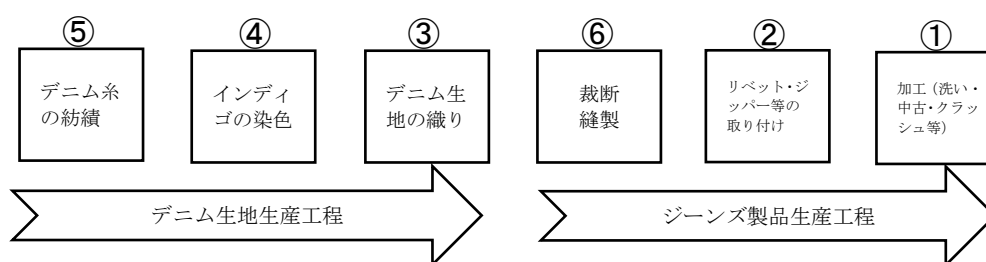 ⑤
④
③
⑥
②
①
デニム糸
の紡績
インディ
ゴの染色
デニム生
地の織り
裁断
縫製
リベット・ジ
ッパー等の
取り付け
加工（洗い・
中古・クラッ
シュ等）
デニム生地生産工程
ジーンズ製品生産工程